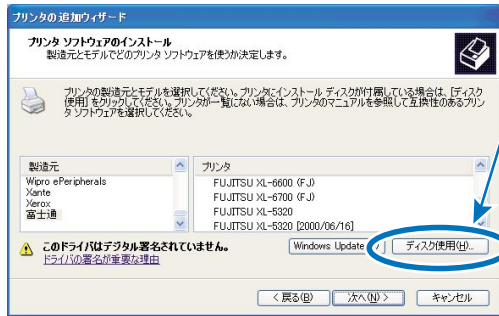 プリンタの追加ウィザード
プリンタ ソフトウェアのインストール
製造元とモデルでどのプリンタ ソフトウェアを使うか決定します。
プリンタの製造元とモデルを選択してください。プリンタにインストール ディスクが付属している場合は、[ディスク
使用] をクリックしてください。プリンタが一覧にない場合は、プリンタのマニュアルを参照して互換性のあるプリン
タ ソフトウェアを選択してください。
製造元
Wipro ePeripherals
Xante
Xerox
富士通
プリンタ
FUJITSU XL-6600 (FJ)
FUJITSU XL-6700 (FJ)
FUJITSU XL-5320
FUJITSU XL-5320 [2000/06/16]
このドライバはデジタル署名されていません。
ドライバの署名が重要な理由
Windows Update
ディスク使用(H)...
< 戻る(B)
次へ(N) >
キャンセル